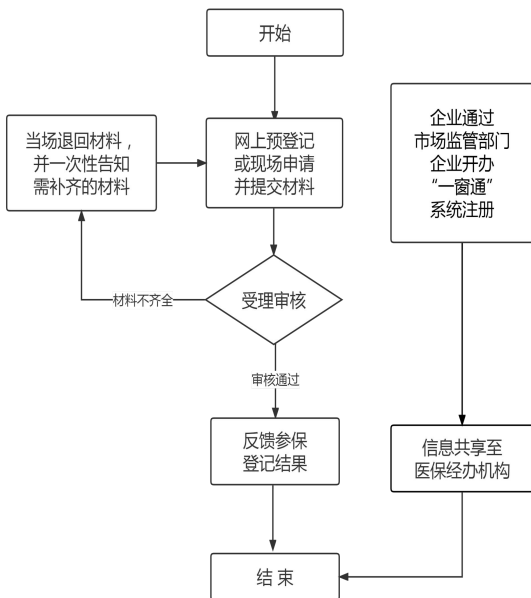 开始
当场退回材料，
并一次性告知
需补齐的材料
网上预登记
或现场申请
并提交材料
企业通过
市场监管部门
企业开办
“一窗通”
系统注册
材料不齐全
受理审核
审核通过
反馈参保
登记结果
信息共享至
医保经办机构
结 束